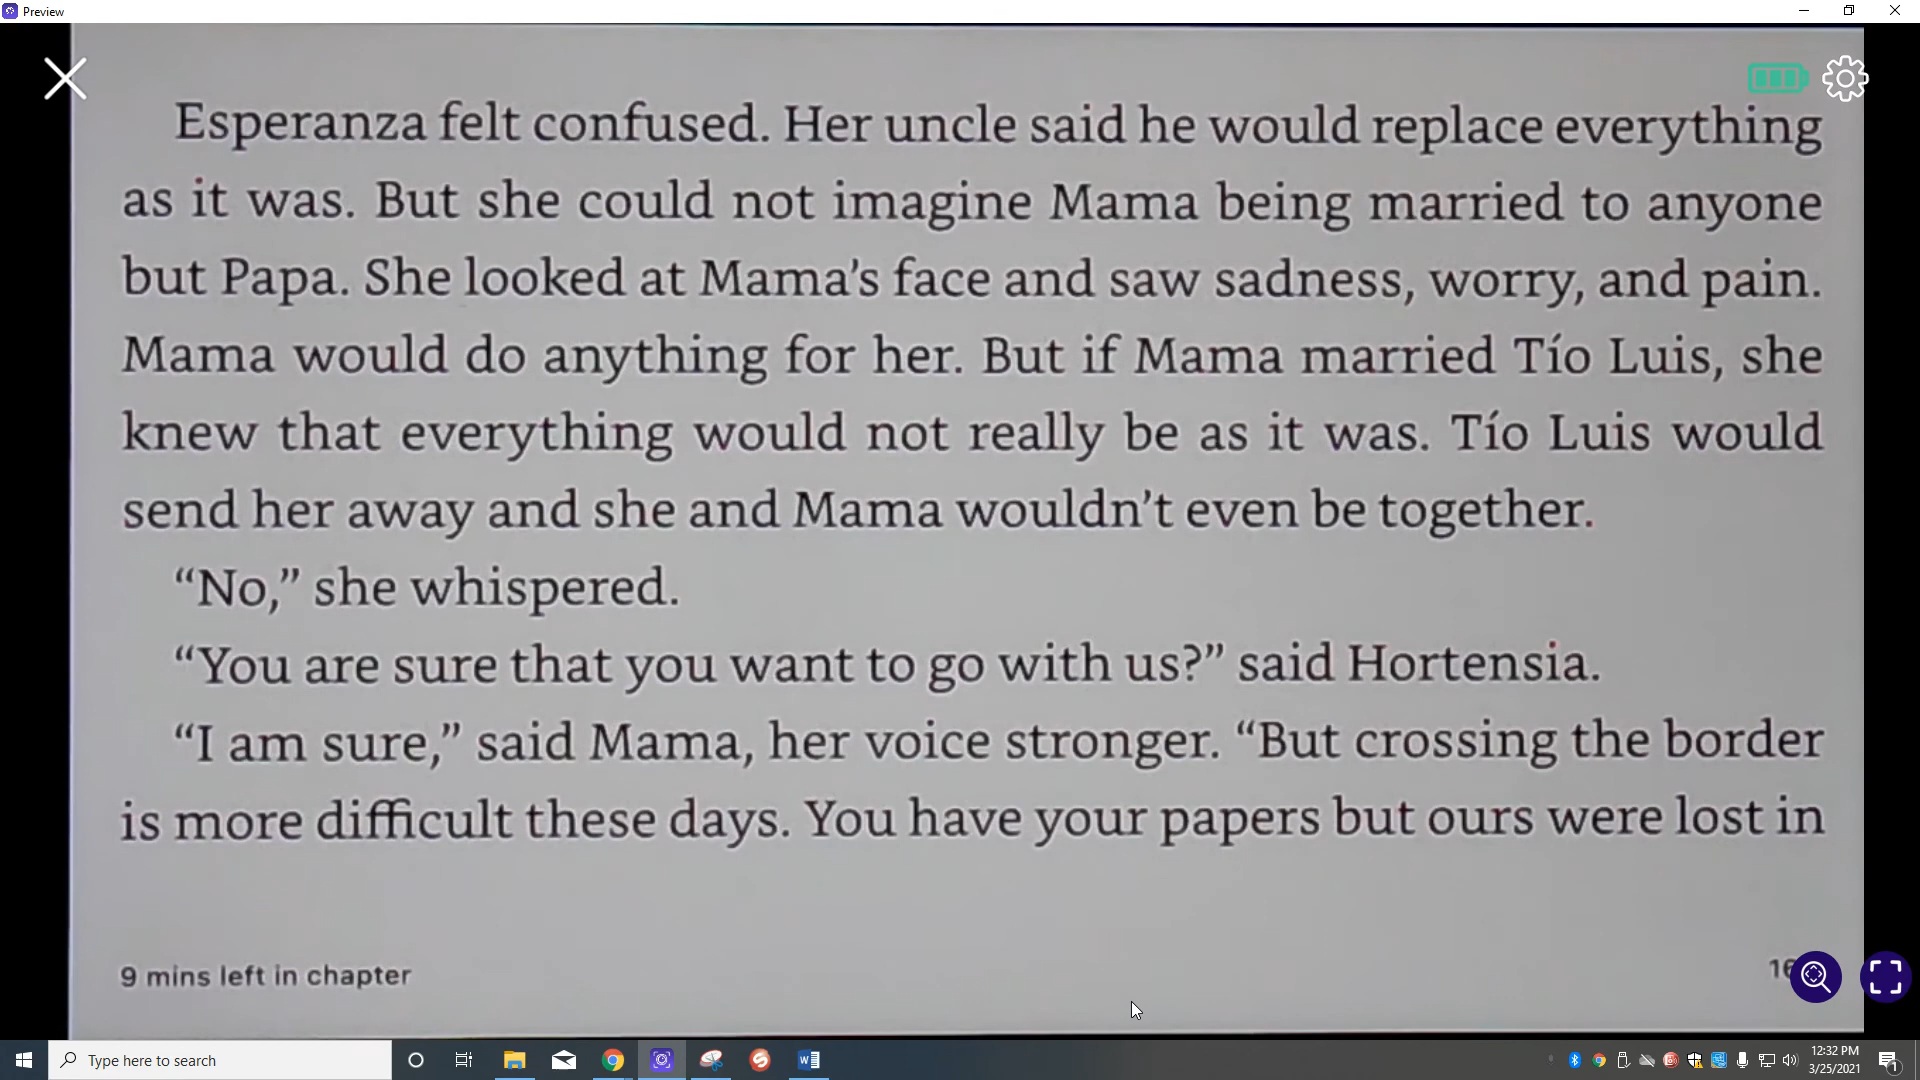 Preview
Esperanza felt confused. Her uncle said he would replace everything
as it was. But she could not imagine Mama being married to anyone
but Papa. She looked at Mama’s face and saw sadness, worry, and pain.
Mama would do anything for her. But if Mama married Tío Luis, she
knew that everything would not really be as it was. Tío Luis would
send her away and she and Mama wouldn’t even be together.
“No,” she whispered.
“You are sure that you want to go with us?” said Hortensia.
“I am sure,” said Mama, her voice stronger. “But crossing the border
is more difficult these days. You have your papers but ours were lost in
9 mins left in chapter
Type here to search
12:32 PM
3/25/2021